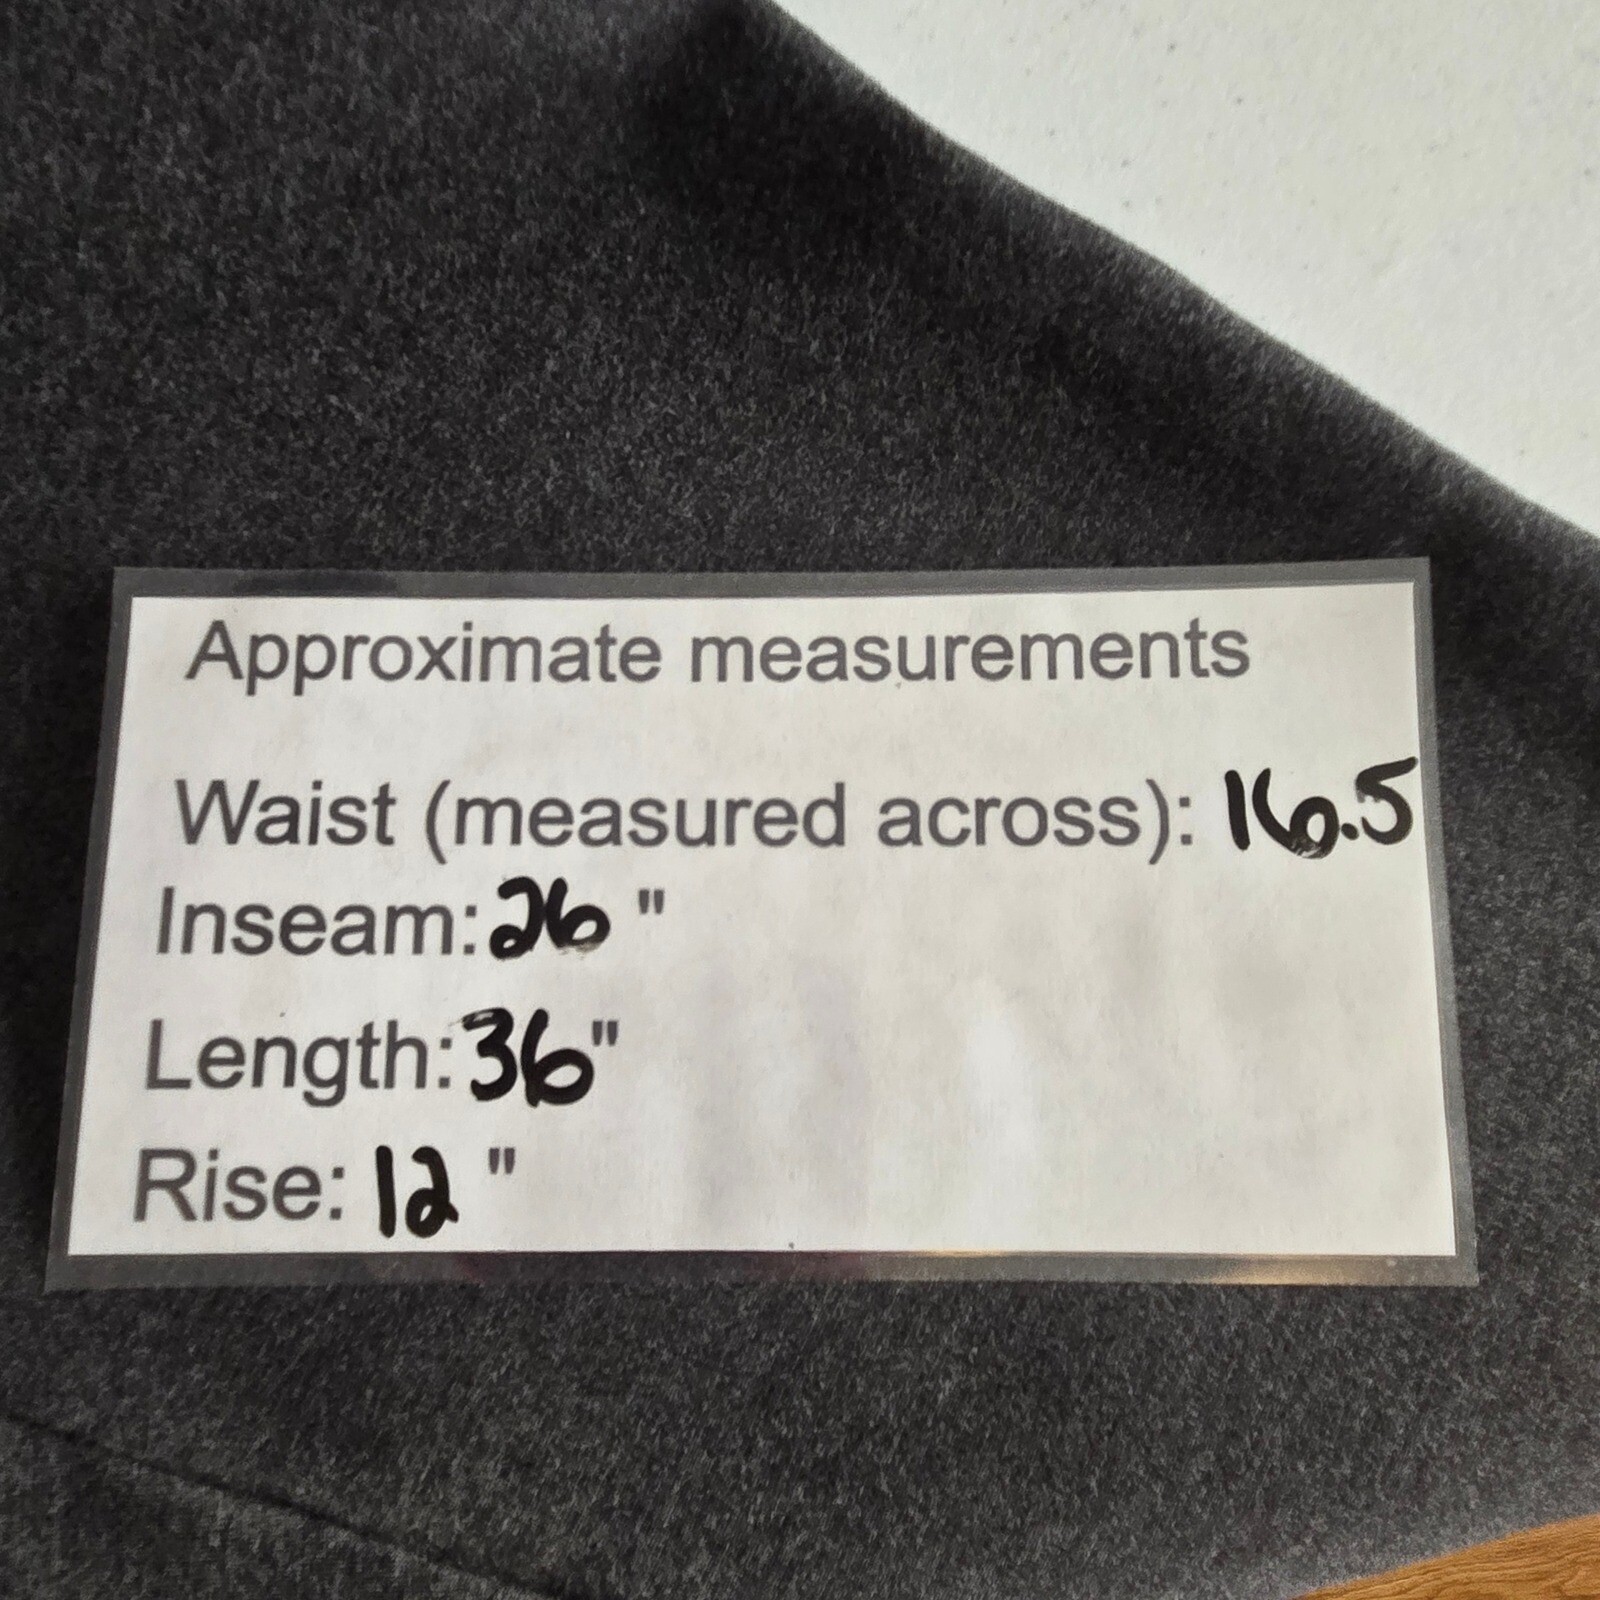 Approximate measurements
Waist (measured across): 16.5
Inseam: 26 "
Length: 36"
Rise: 12 "